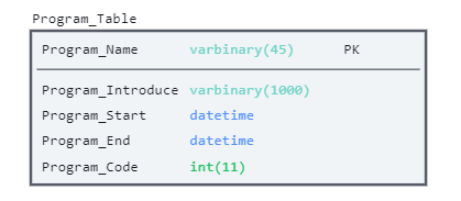 Program_Table
Program_Name varbinary(45) PK
Program_Introduce varbinary(1000)
Program_Start datetime
Program_End datetime
Program_Code int(11)